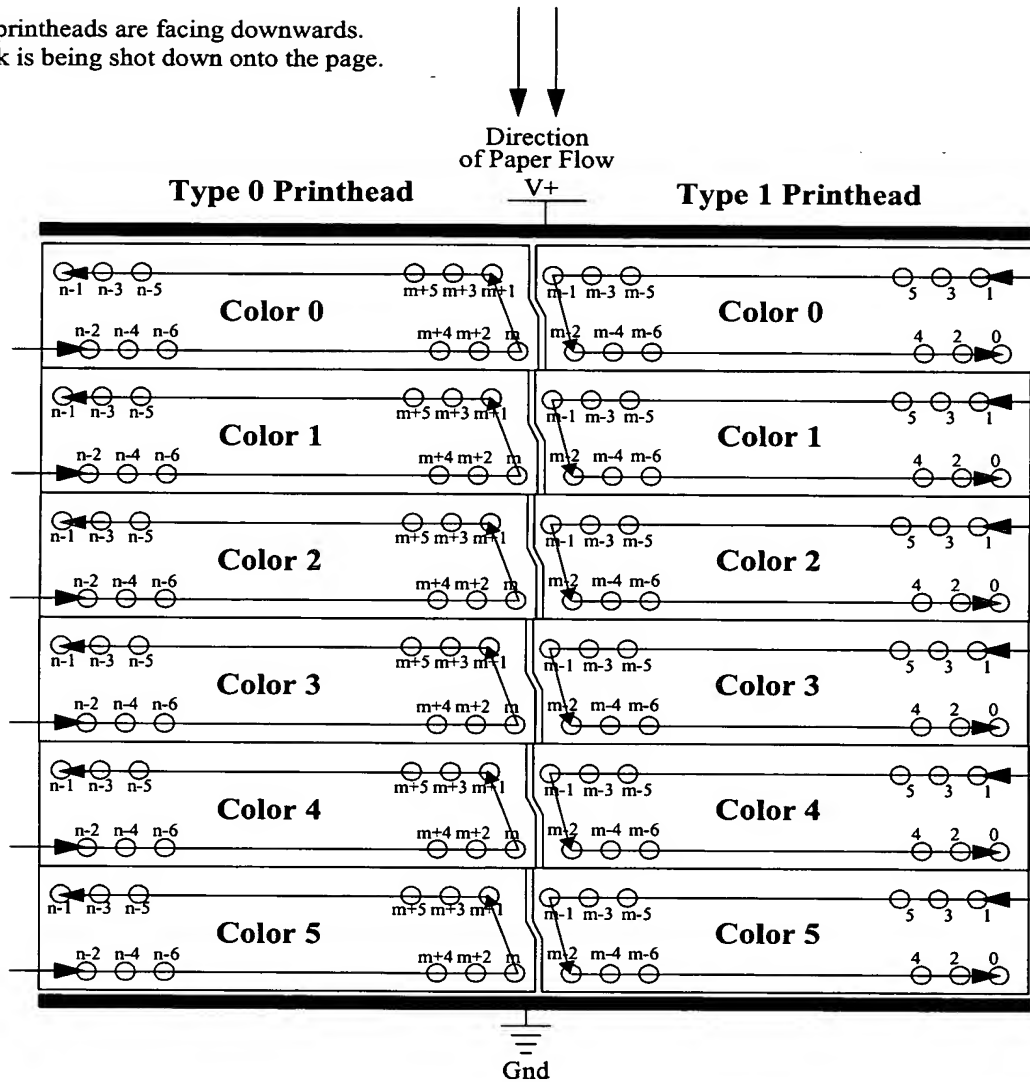 printheads are facing downwards.
k is being shot down onto the page.
Direction
of Paper Flow
Type 0 Printhead V+ Type 1 Printhead
n-1 n-3 n-5 m+5 m+3 m+1 m-1 m-3 m-5 5 3 1
Color 0 Color 0
n-2 n-4 n-6 m+4 m+2 m m-2 m-4 m-6 4 2 0
n-1 n-3 n-5 m+5 m+3 m+1 m-1 m-3 m-5 5 3 1
Color 1 Color 1
n-2 n-4 n-6 m+4 m+2 m m-2 m-4 m-6 4 2 0
n-1 n-3 n-5 m+5 m+3 m+1 m-1 m-3 m-5 5 3 1
Color 2 Color 2
n-2 n-4 n-6 m+4 m+2 m m-2 m-4 m-6 4 2 0
n-1 n-3 n-5 m+5 m+3 m+1 m-1 m-3 m-5 5 3 1
Color 3 Color 3
n-2 n-4 n-6 m+4 m+2 m m-2 m-4 m-6 4 2 0
n-1 n-3 n-5 m+5 m+3 m+1 m-1 m-3 m-5 5 3 1
Color 4 Color 4
n-2 n-4 n-6 m+4 m+2 m m-2 m-4 m-6 4 2 0
n-1 n-3 n-5 m+5 m+3 m+1 m-1 m-3 m-5 5 3 1
Color 5 Color 5
n-2 n-4 n-6 m+4 m+2 m m-2 m-4 m-6 4 2 0
Gnd